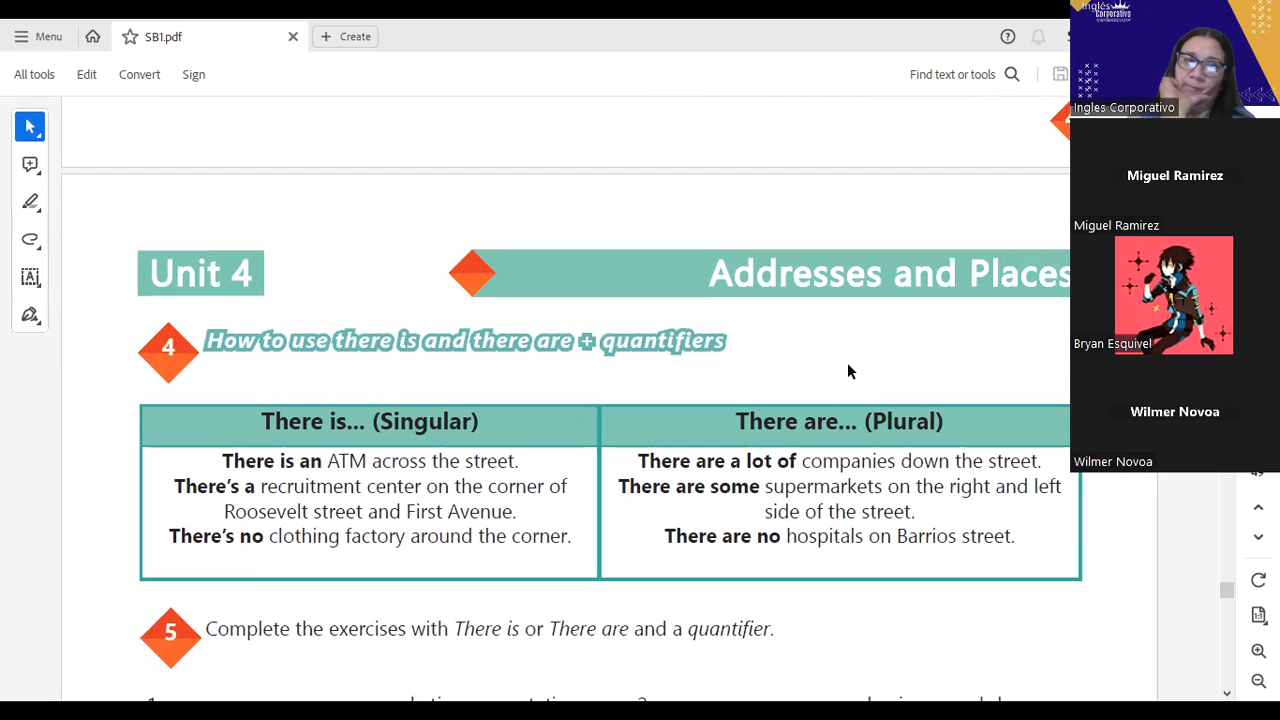 Menu
SB1.pdf
Create
All tools
Edit
Convert
Sign
Find text or tools
Unit 4
Addresses and Places
4
How to use there is and there are + quantifiers
There is... (Singular)
There are... (Plural)
There is an ATM across the street.
There's a recruitment center on the corner of
Roosevelt street and First Avenue.
There's no clothing factory around the corner.
There are a lot of companies down the street.
There are some supermarkets on the right and left
side of the street.
There are no hospitals on Barrios street.
5
Complete the exercises with There is or There are and a quantifier.
Inglés
Corporativo
Ingles Corporativo
Miguel Ramirez
Miguel Ramirez
Bryan Esquivel
Wilmer Novoa
Wilmer Novoa